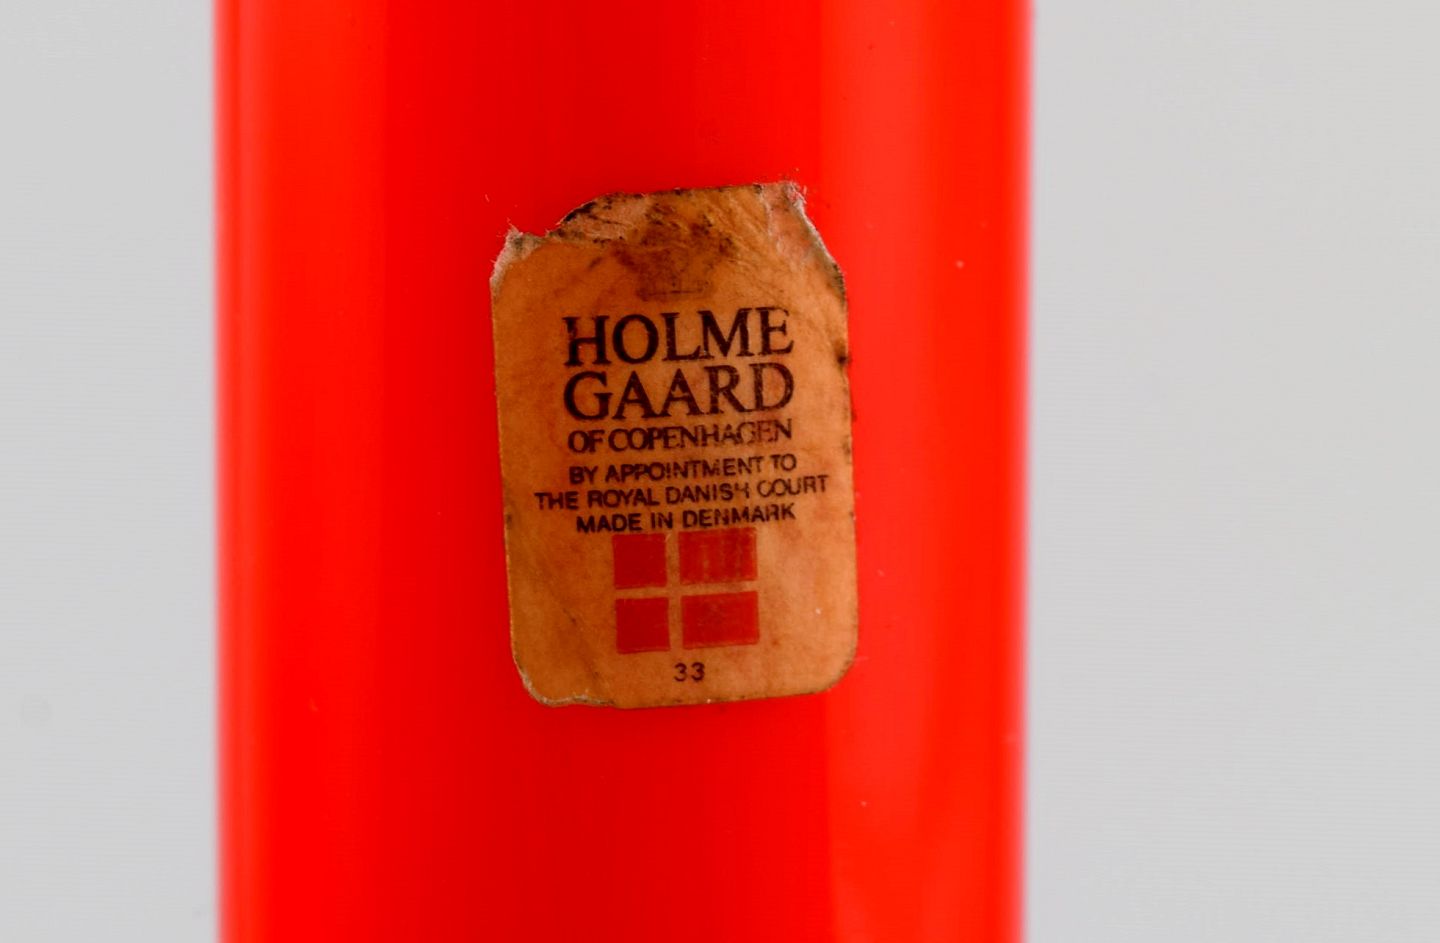 HOLME
GAARD
OF COPENHAGEN
BY APPOINTMENT TO
THE ROYAL DANISH COURT
MADE IN DENMARK
33